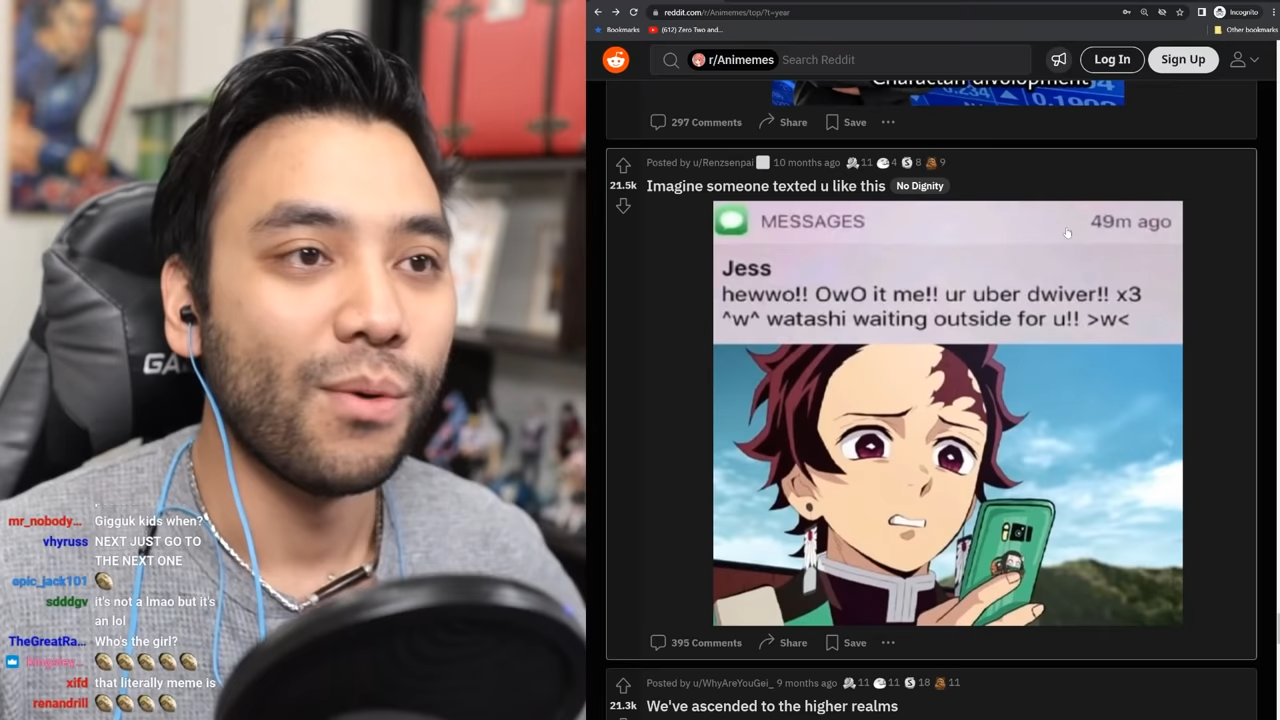 reddit.com/r/Animemes/top/?t=year
Incognito
Bookmarks
(612) Zero Two and...
Other bookmarks
r/Animemes
Search Reddit
Log In
Sign Up
297 Comments
Share
Save
Posted by u/Renzsenpai 10 months ago 11 4 8 9
21.5k
Imagine someone texted u like this
No Dignity
MESSAGES
49m ago
Jess
hewwo!! OwO it me!! ur uber dwiver!! x3
^w^ watashi waiting outside for u!! >w<
395 Comments
Share
Save
Posted by u/WhyAreYouGei_ 9 months ago 11 11 18 11
21.3k
We've ascended to the higher realms
GA
mr_nobody... Gigguk kids when?
vhyruss NEXT JUST GO TO
THE NEXT ONE
epic_jack101
sdddgv it's not a lmao but it's
an lol
TheGreatRa... Who's the girl?
xifd that literally meme is
renandrill